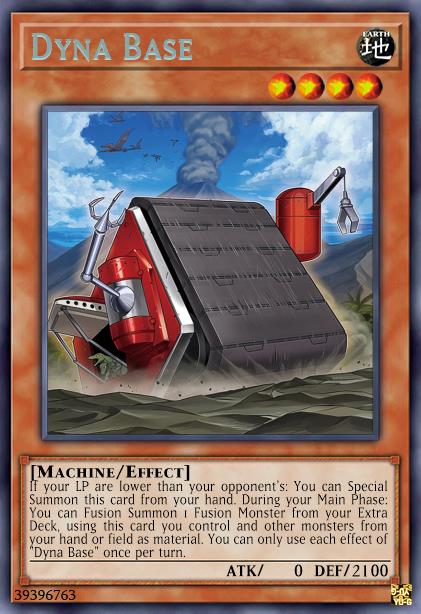 DYNA BASE
EARTH
地
[MACHINE/EFFECT]
If your LP are lower than your opponent's: You can Special
Summon this card from your hand. During your Main Phase:
You can Fusion Summon 1 Fusion Monster from your Extra
Deck, using this card you control and other monsters from
your hand or field as material. You can only use each effect of
"Dyna Base" once per turn.
ATK/ 0 DEF/2100
39396763